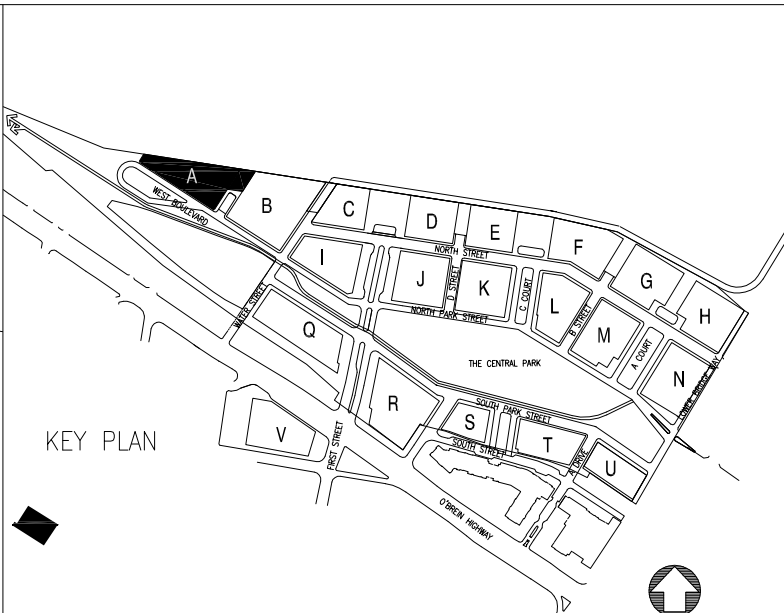 A
WEST BOULEVARD
B
C
D
E
F
G
H
NORTH STREET
I
J
D STREET
K
C COURT
L
B STREET
M
A COURT
N
WATER STREET
Q
NORTH PARK STREET
THE CENTRAL PARK
LOWER BRIDGE WAY
R
SOUTH PARK STREET
S
SOUTH STREET
T
N DRIVE
U
V
FIRST STREET
O'BREIN HIGHWAY
KEY PLAN